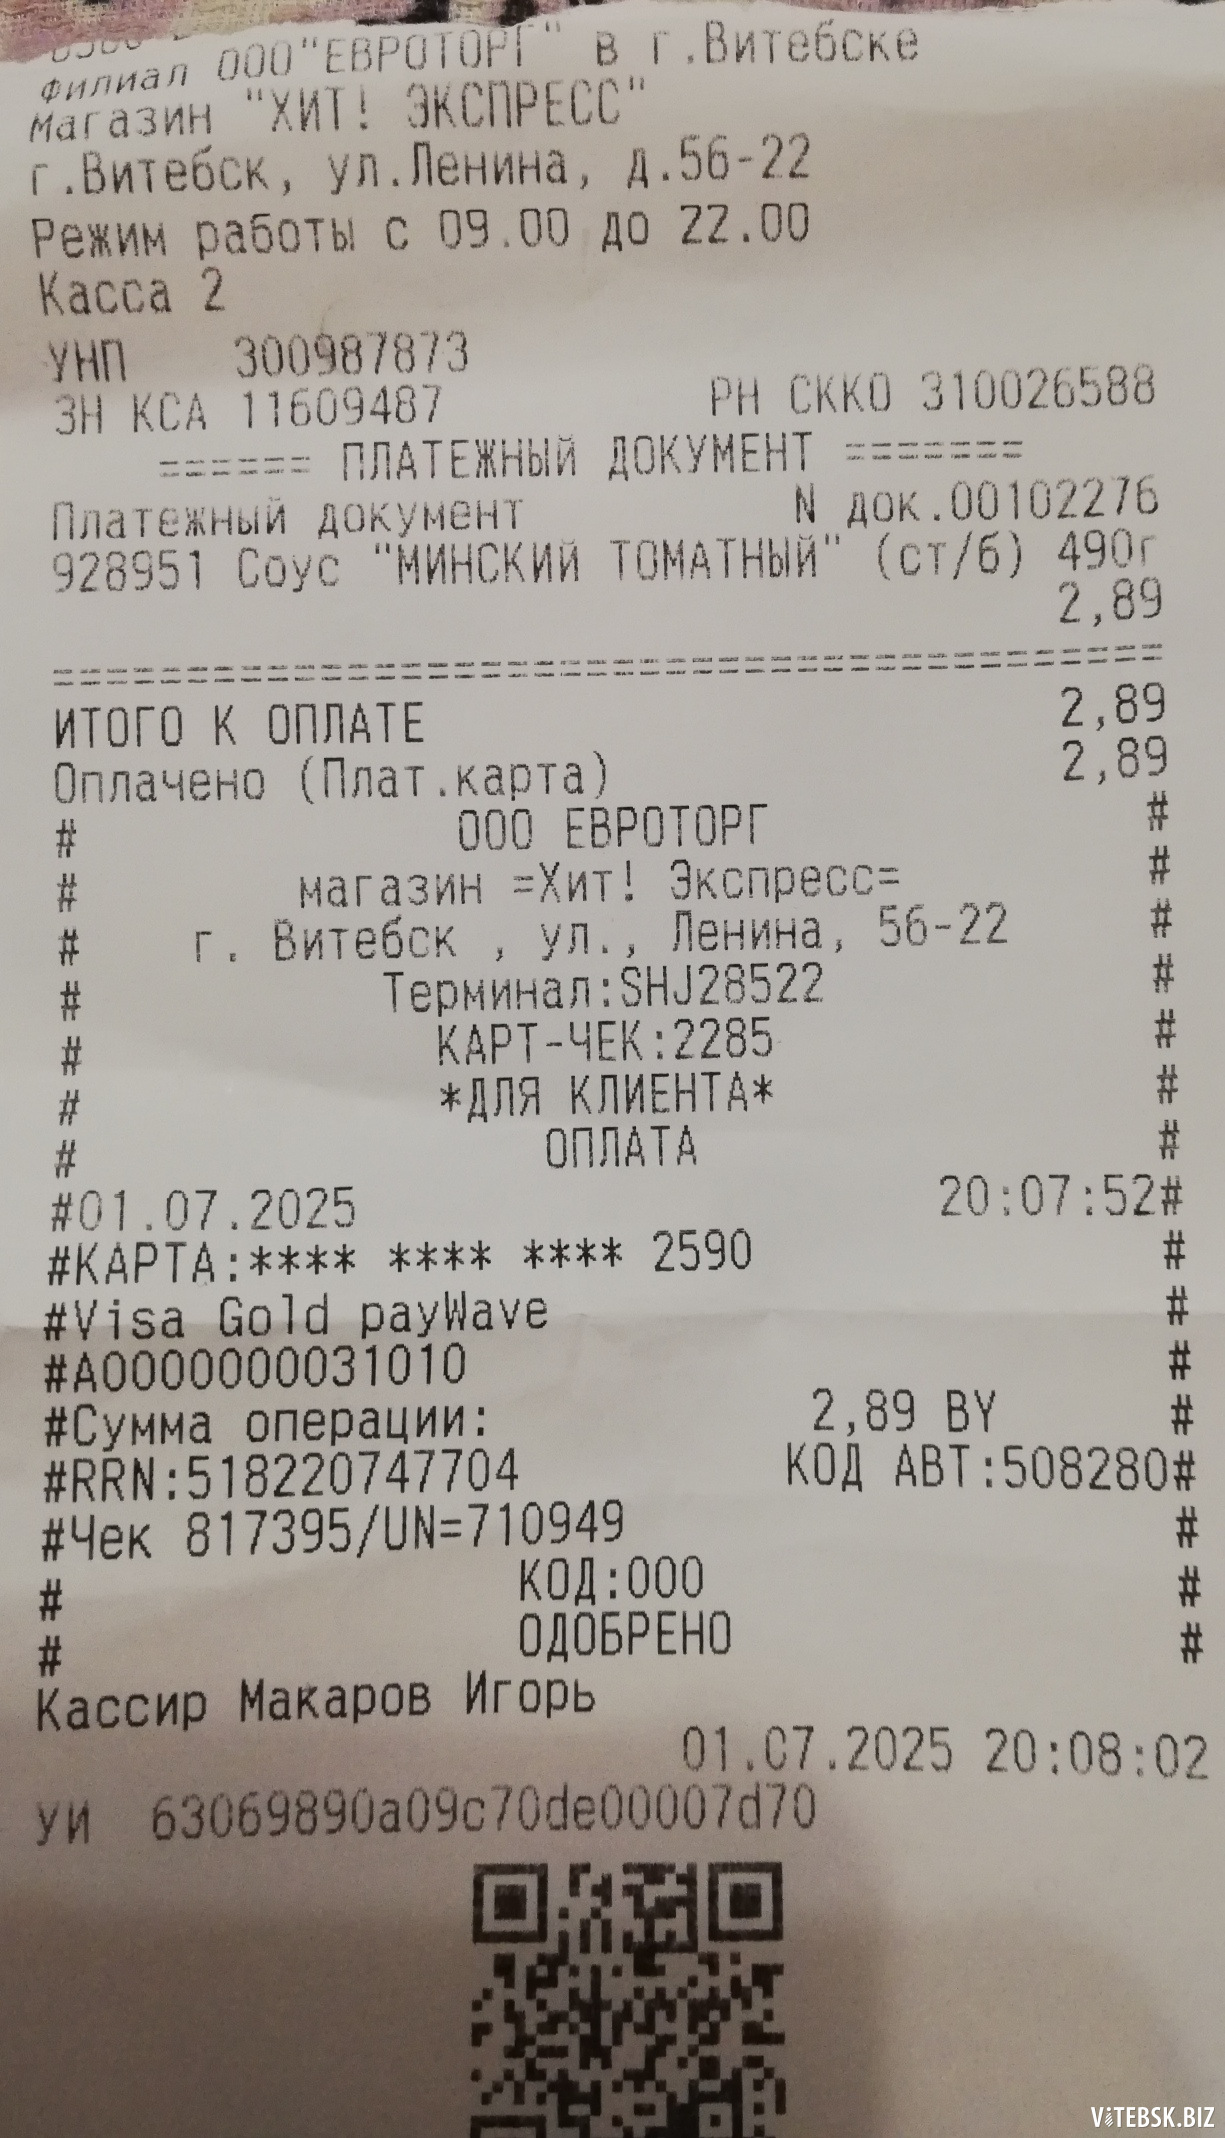 Филиал ООО"ЕВРОТОРГ" в г.Витебске
Магазин "ХИТ! ЭКСПРЕСС"
г.Витебск, ул.Ленина, д.56-22
Режим работы с 09.00 до 22.00
Касса 2
УНП 300987873
ЗН КСА 11609487 РН СККО 310026588
====== ПЛАТЕЖНЫЙ ДОКУМЕНТ =======
Платежный документ N док.00102276
928951 Соус "МИНСКИЙ ТОМАТНЫЙ" (ст/б) 490г
2,89
==========================================
ИТОГО К ОПЛАТЕ 2,89
Оплачено (Плат.карта) 2,89
# ООО ЕВРОТОРГ #
# магазин =Хит! Экспресс= #
# г. Витебск , ул., Ленина, 56-22 #
# Терминал:SHJ28522 #
# КАРТ-ЧЕК:2285 #
# *ДЛЯ КЛИЕНТА* #
# ОПЛАТА #
#01.07.2025 20:07:52#
#КАРТА:**** **** **** 2590 #
#Visa Gold payWave #
#A0000000031010 #
#Сумма операции: 2,89 BY #
#RRN:518220747704 КОД АВТ:508280#
#Чек 817395/UN=710949 #
# КОД:000 #
# ОДОБРЕНО #
Кассир Макаров Игорь
01.07.2025 20:08:02
УИ 63069890a09c70de00007d70
VITEBSK.BIZ